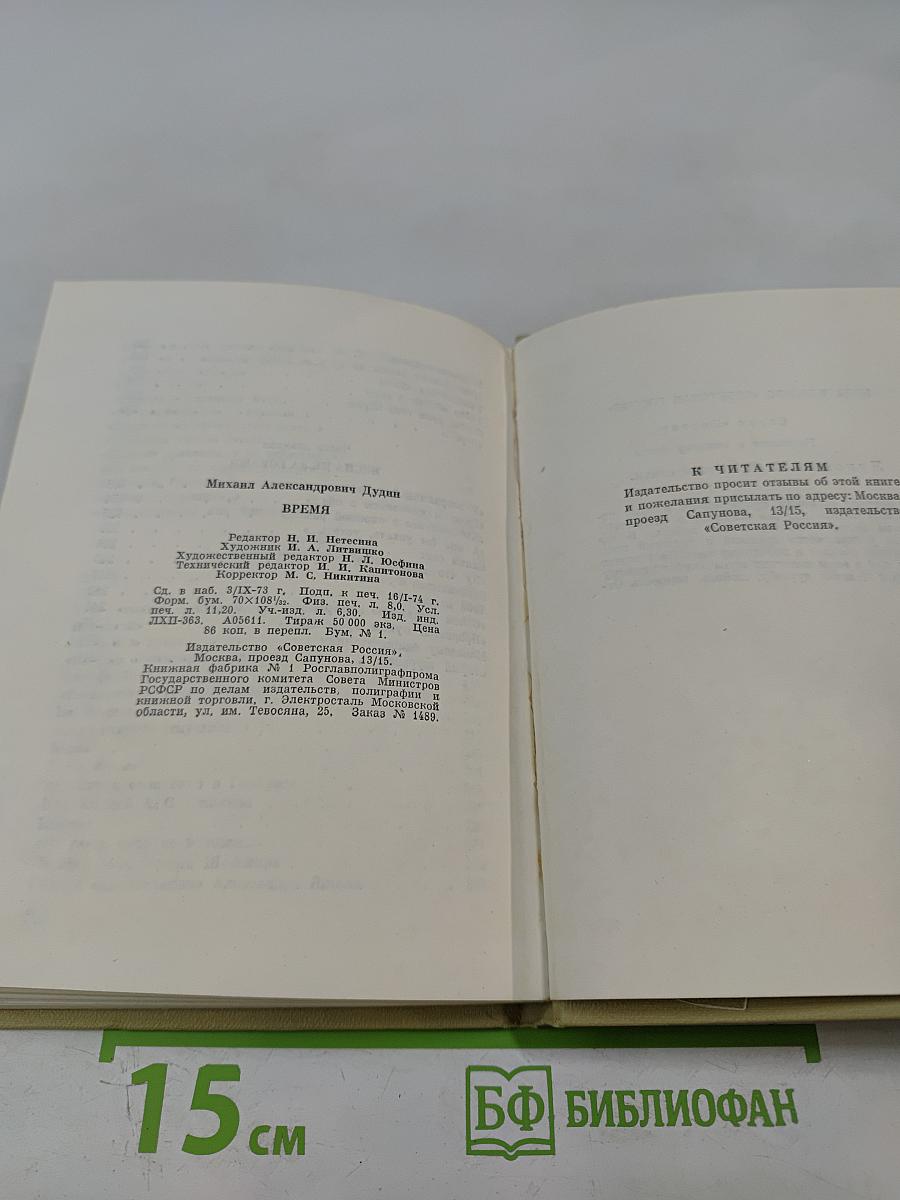 Михаил Александрович Дудин
ВРЕМЯ
Редактор Н. И. Нетесина
Художник И. А. Литвишко
Художественный редактор Н. Л. Юсфина
Технический редактор И. И. Капитонова
Корректор М. С. Никитина
Сд. в наб. 3/IX-73 г. Подп. к печ. 16/I-74 г.
Форм. бум. 70×108¹/₃₂. Физ. печ. л. 8,0. Усл.
печ. л. 11,20. Уч.-изд. л. 6,30. Изд. инд.
ЛХП-363. А05611. Тираж 50 000 экз. Цена
86 коп. в перепл. Бум. № 1.
Издательство «Советская Россия».
Москва, проезд Сапунова, 13/15.
Книжная фабрика № 1 Росглавполиграфпрома
Государственного комитета Совета Министров
РСФСР по делам издательств, полиграфии и
книжной торговли, г. Электросталь Московской
области, ул. им. Тевосяна, 25. Заказ № 1489.
К ЧИТАТЕЛЯМ
Издательство просит отзывы об этой книге
и пожелания присылать по адресу: Москва
проезд Сапунова, 13/15, издательств
«Советская Россия».
15 см
БФ БИБЛИОФАН